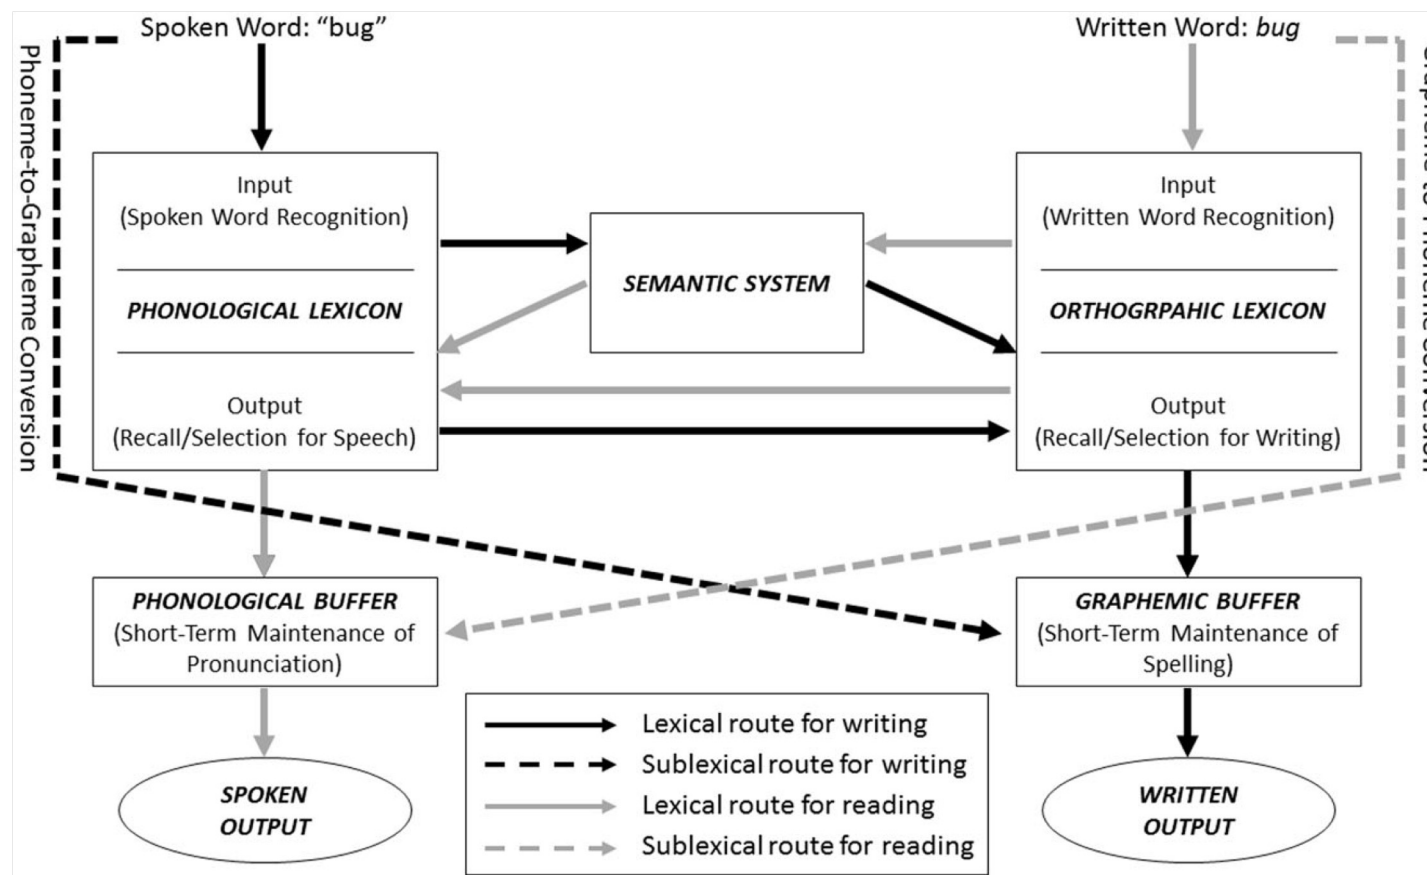 Spoken Word: “bug”
Written Word: bug
Phoneme-to-Grapheme Conversion
Input
(Spoken Word Recognition)
PHONOLOGICAL LEXICON
Output
(Recall/Selection for Speech)
SEMANTIC SYSTEM
Input
(Written Word Recognition)
ORTHOGRPAHIC LEXICON
Output
(Recall/Selection for Writing)
PHONOLOGICAL BUFFER
(Short-Term Maintenance of
Pronunciation)
GRAPHEMIC BUFFER
(Short-Term Maintenance of
Spelling)
Lexical route for writing
Sublexical route for writing
Lexical route for reading
Sublexical route for reading
SPOKEN
OUTPUT
WRITTEN
OUTPUT